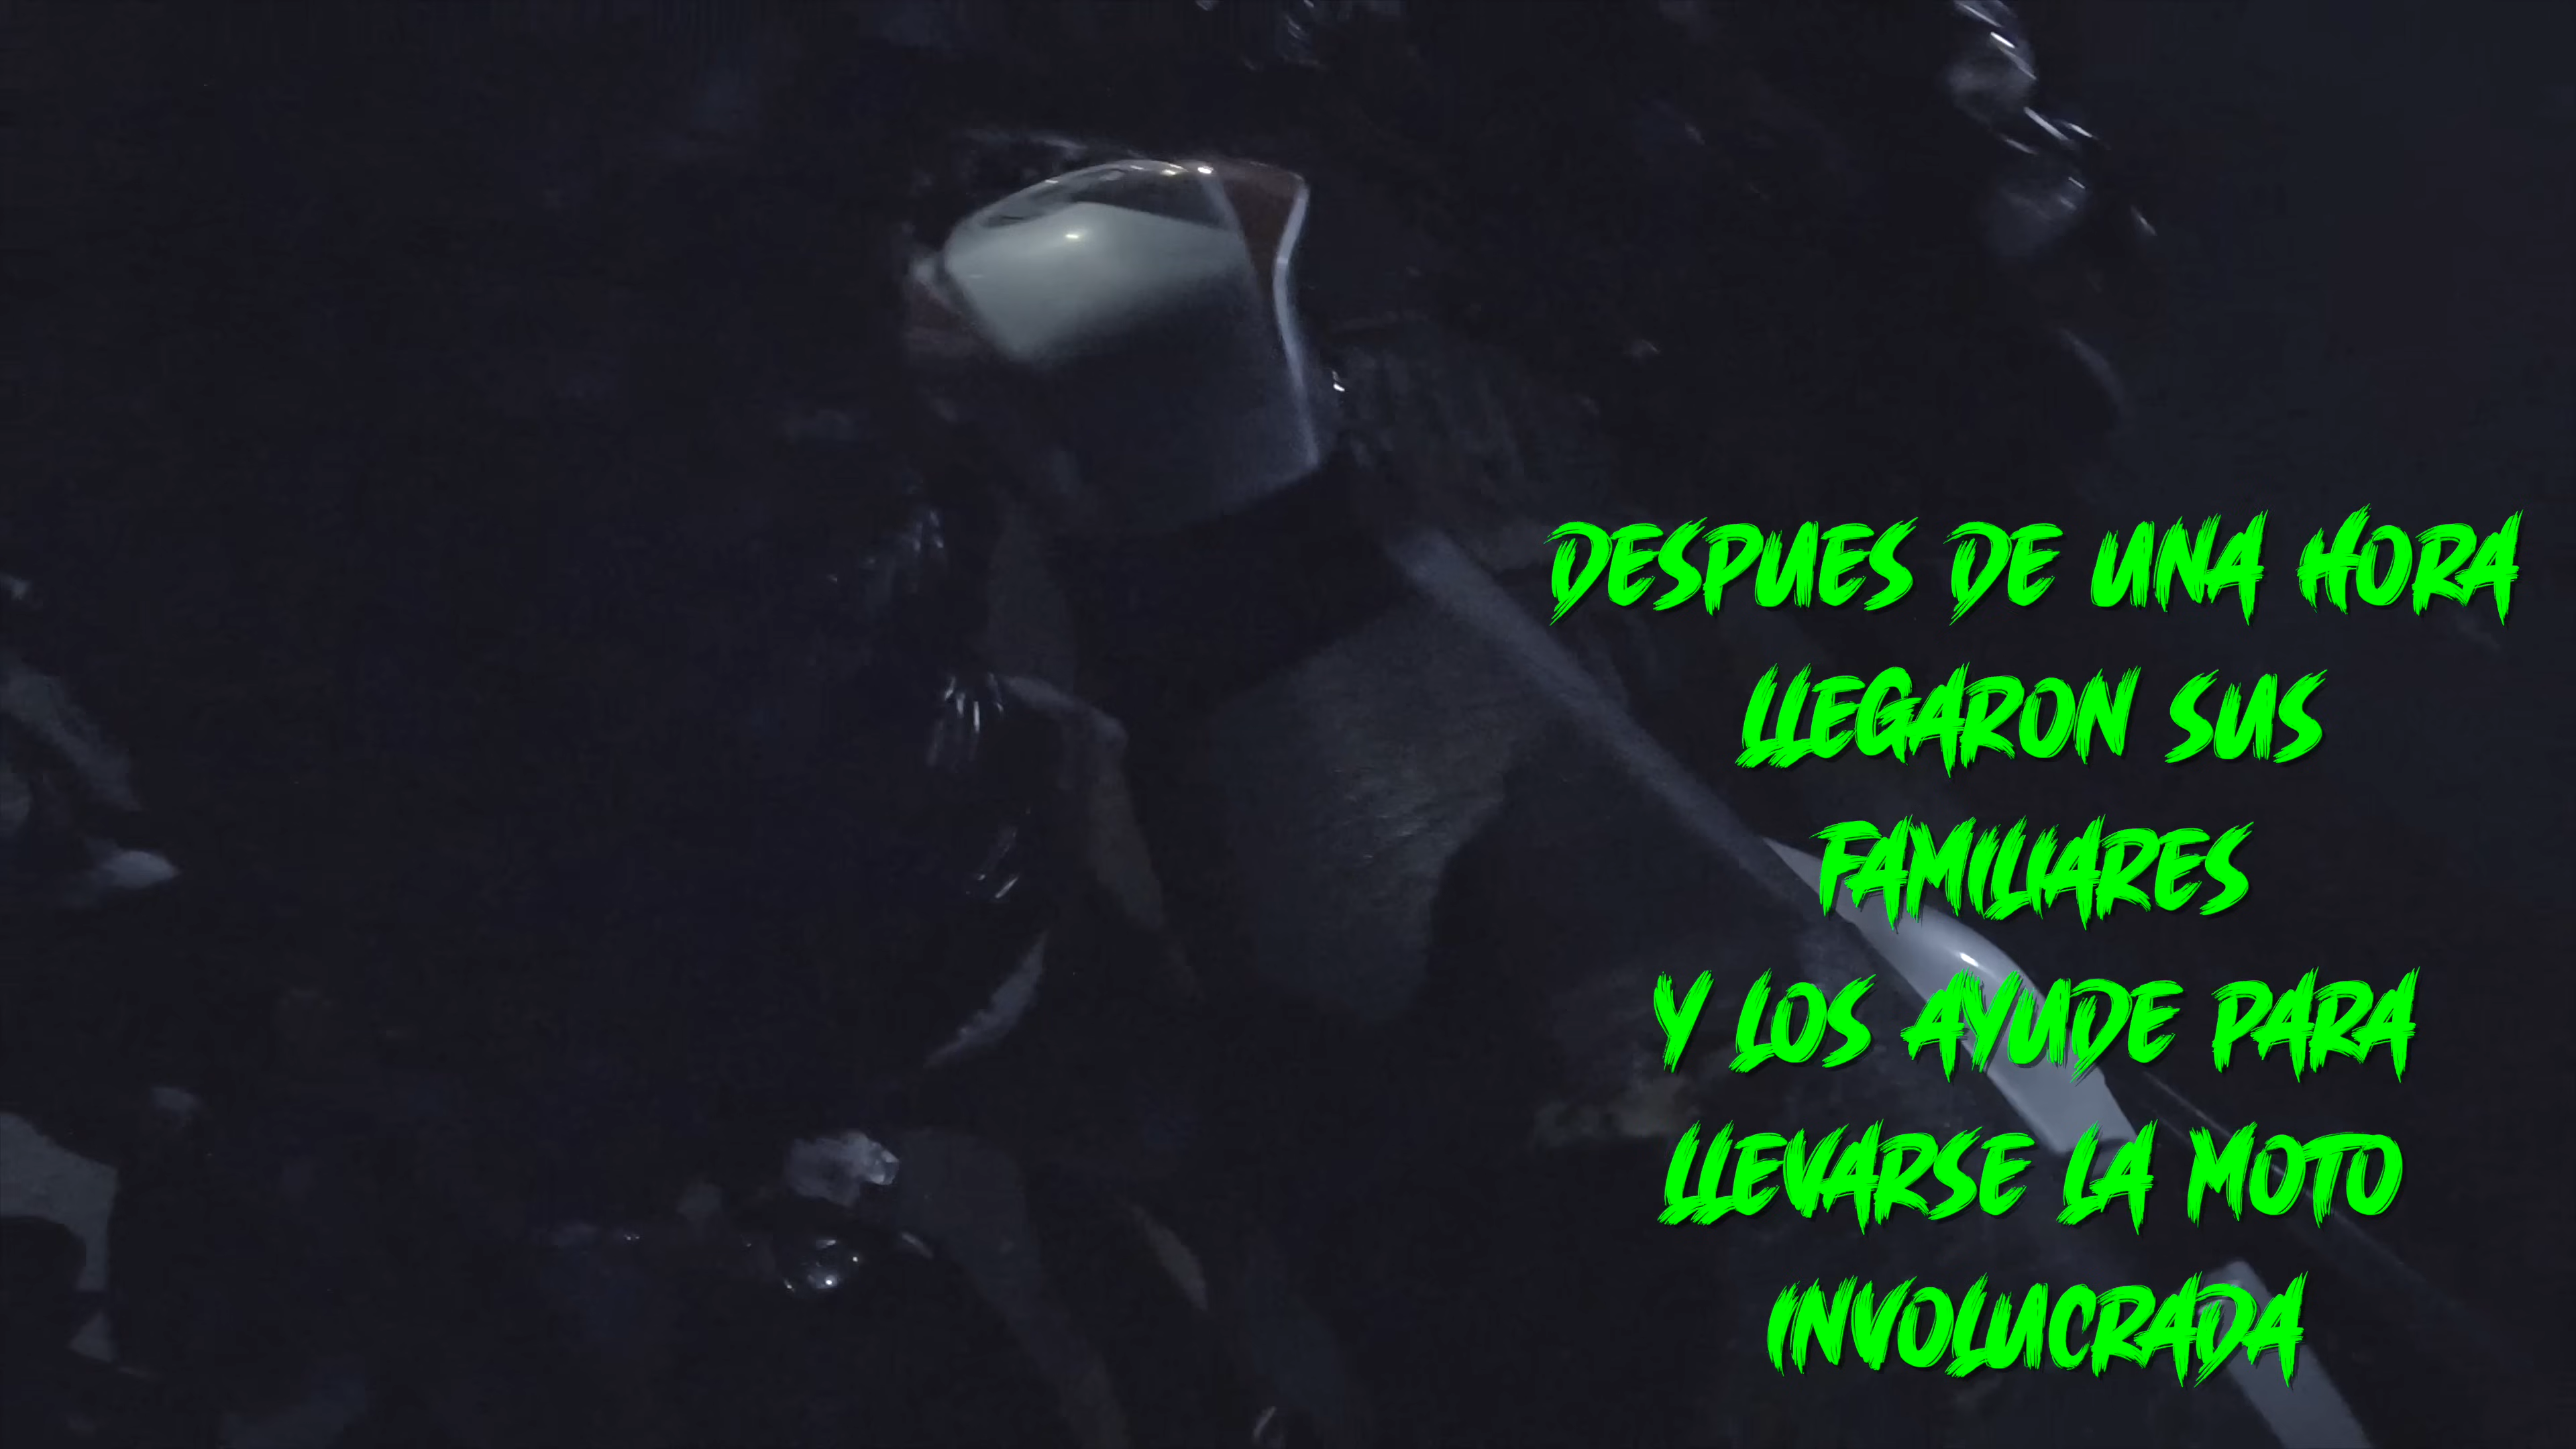 DESPUES DE UNA HORA
LLEGARON SUS
FAMILIARES
Y LOS AYUDE PARA
LLEVARSE LA MOTO
INVOLUCRADA